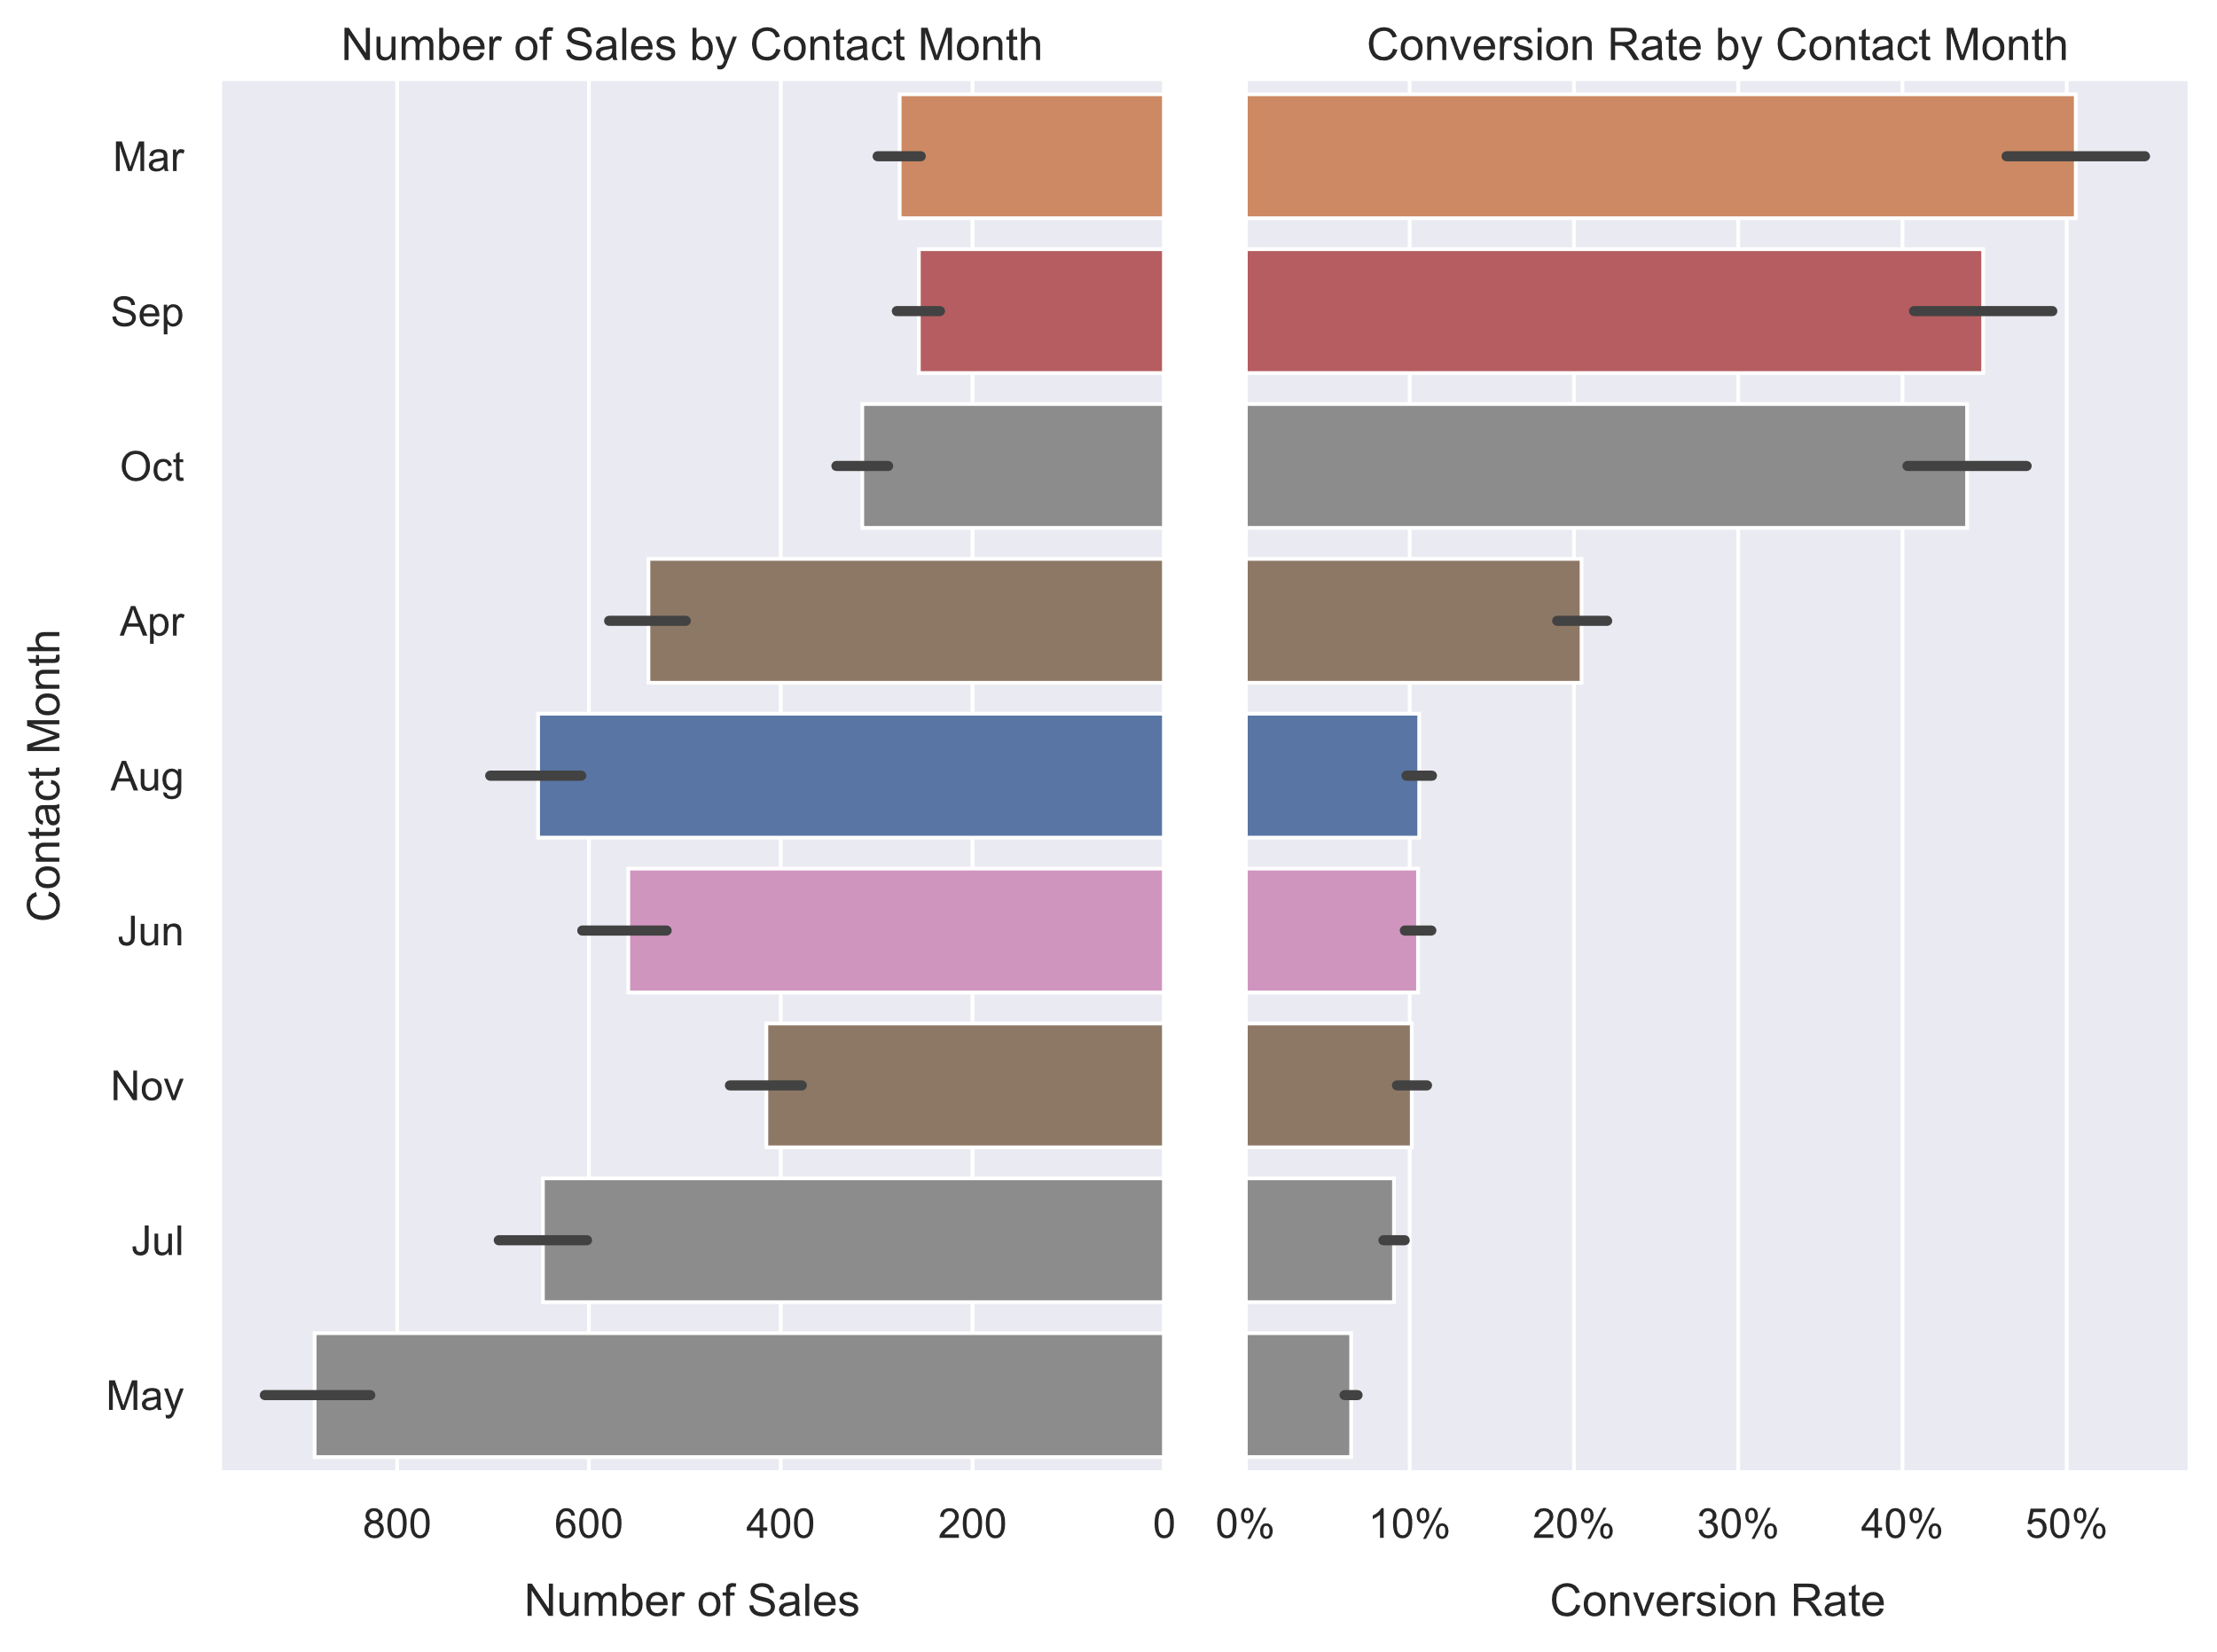 Number of Sales by Contact Month
Conversion Rate by Contact Month
Contact Month
Mar
Sep
Oct
Apr
Aug
Jun
Nov
Jul
May
800 600 400 200 0
0% 10% 20% 30% 40% 50%
Number of Sales
Conversion Rate